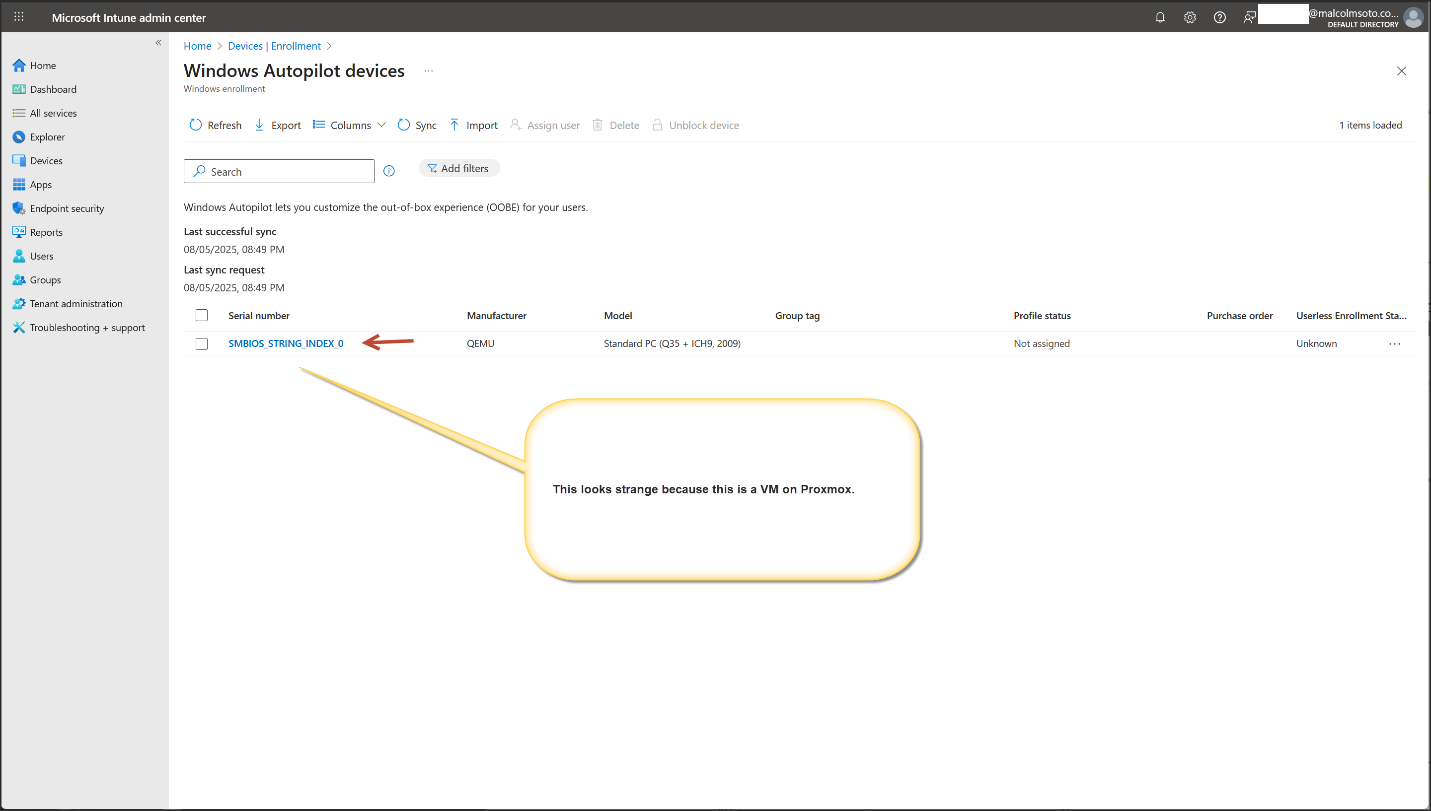 Microsoft Intune admin center
@malcolmsoto.co...
DEFAULT DIRECTORY
«
Home
Dashboard
All services
Explorer
Devices
Apps
Endpoint security
Reports
Users
Groups
Tenant administration
Troubleshooting + support
Home > Devices | Enrollment >
Windows Autopilot devices ...
Windows enrollment
Refresh Export Columns Sync Import Assign user Delete Unblock device 1 items loaded
Search Add filters
Windows Autopilot lets you customize the out-of-box experience (OOBE) for your users.
Last successful sync
08/05/2025, 08:49 PM
Last sync request
08/05/2025, 08:49 PM
Serial number Manufacturer Model Group tag Profile status Purchase order Userless Enrollment Sta...
SMBIOS_STRING_INDEX_0 QEMU Standard PC (Q35 + ICH9, 2009) Not assigned Unknown ...
This looks strange because this is a VM on Proxmox.